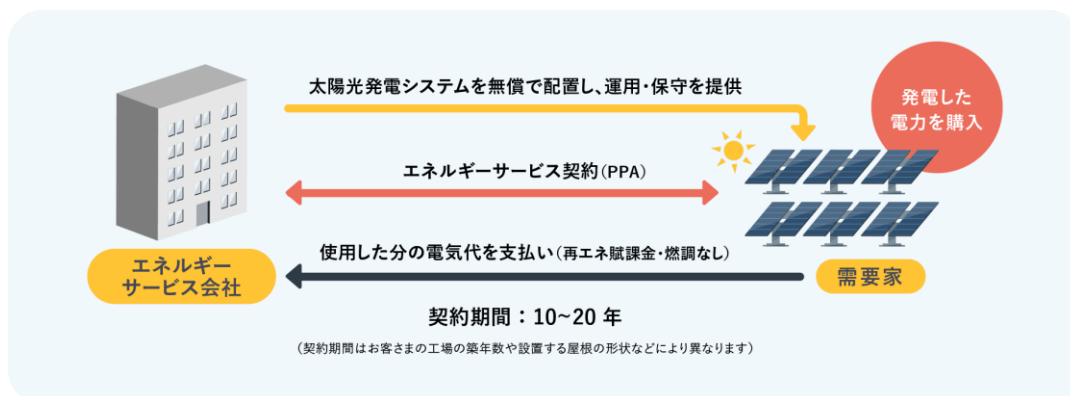 太陽光発電システムを無償で配置し、運用・保守を提供
発電した
電力を購入
エネルギーサービス契約(PPA)
使用した分の電気代を支払い(再エネ賦課金・燃調なし)
エネルギー
サービス会社
需要家
契約期間：10~20 年
(契約期間はお客さまの工場の築年数や設置する屋根の形状などにより異なります)